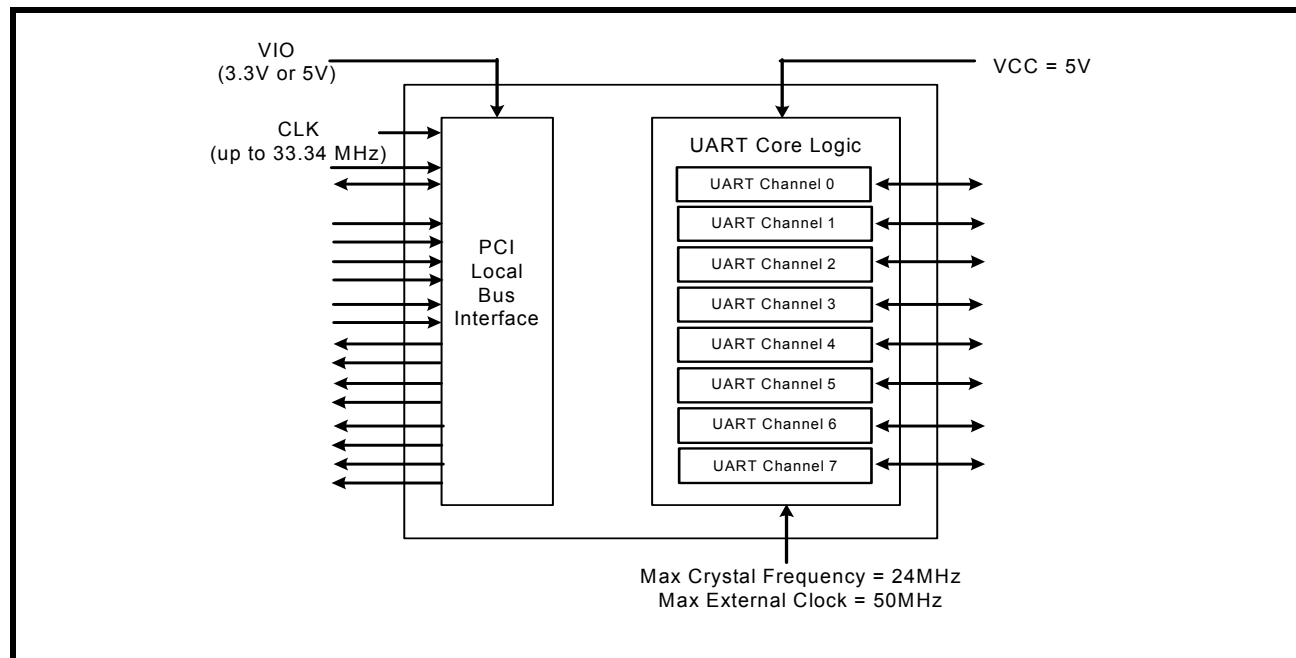 VIO
(3.3V or 5V)
VCC = 5V
CLK
(up to 33.34 MHz)
PCI
Local
Bus
Interface
UART Core Logic
UART Channel 0
UART Channel 1
UART Channel 2
UART Channel 3
UART Channel 4
UART Channel 5
UART Channel 6
UART Channel 7
Max Crystal Frequency = 24MHz
Max External Clock = 50MHz